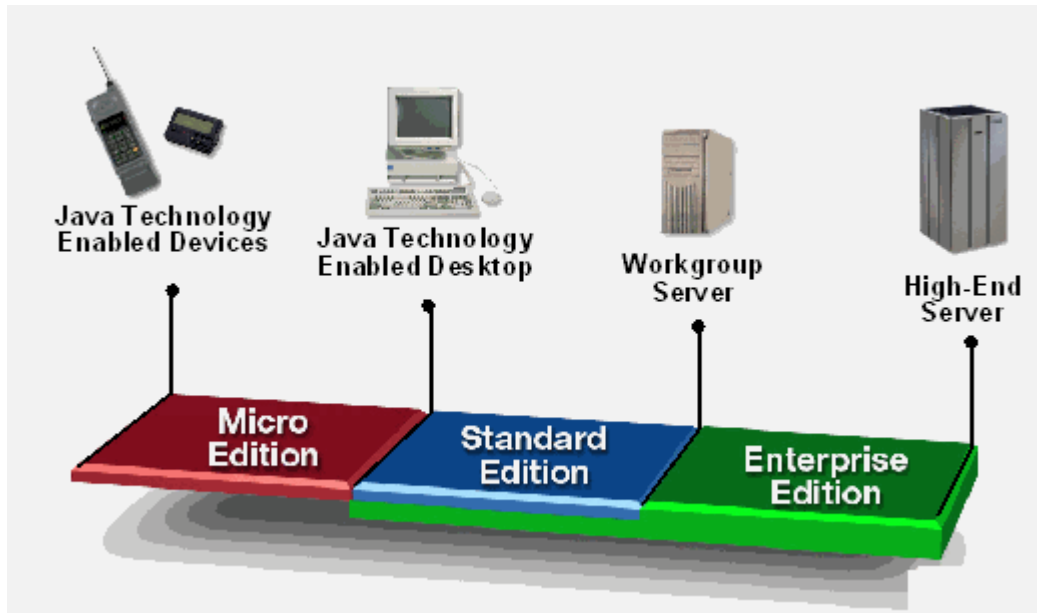 Java Technology
Enabled Devices
Java Technology
Enabled Desktop
Workgroup
Server
High-End
Server
Micro
Edition
Standard
Edition
Enterprise
Edition